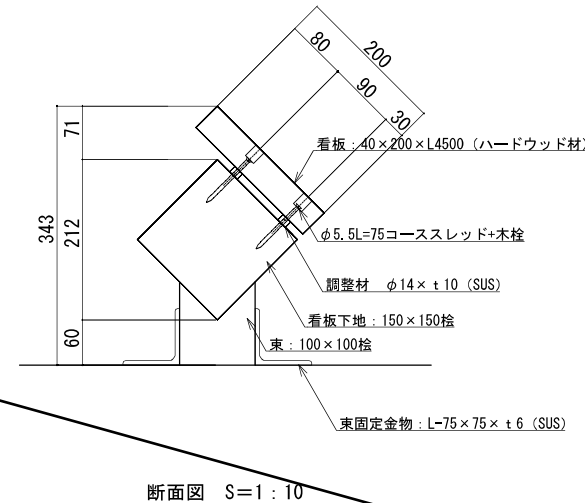 80
200
90
30
71
343
212
60
看板：40×200×L4500（ハードウッド材）
φ5.5L=75コーススレッド+木栓
調整材　φ14×ｔ10（SUS）
看板下地：150×150桧
束：100×100桧
束固定金物：L-75×75×ｔ6（SUS）
断面図　S＝1：10